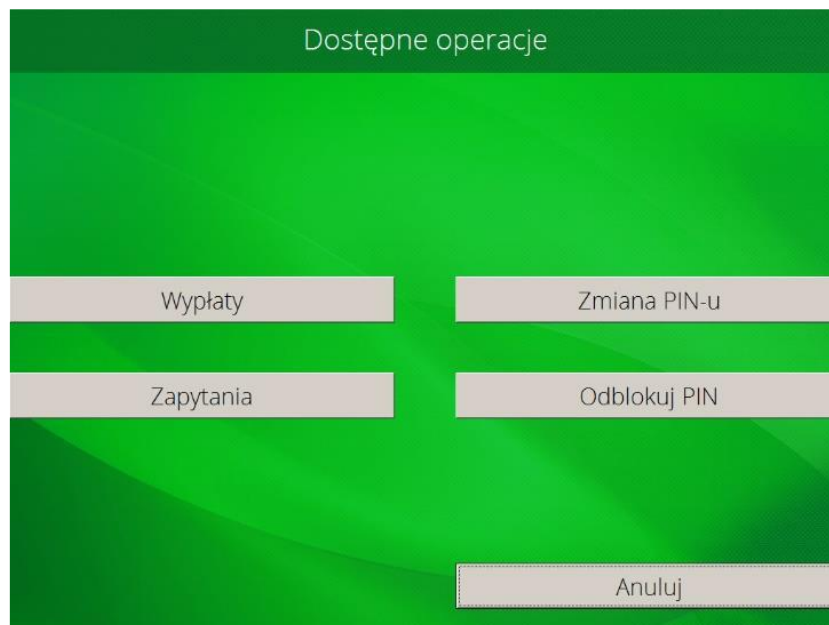 Dostępne operacje
Wypłaty
Zmiana PIN-u
Zapytania
Odblokuj PIN
Anuluj